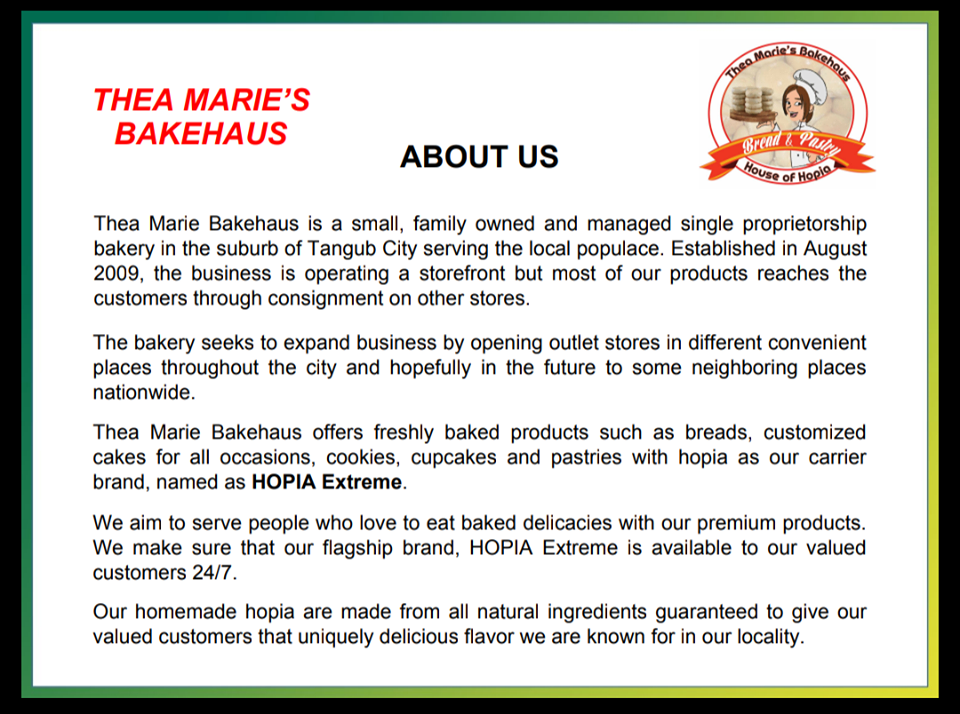 THEA MARIE'S
BAKEHAUS
Thea Marie's Bakehaus
Bread & Pastry
House of Hopia
ABOUT US
Thea Marie Bakehaus is a small, family owned and managed single proprietorship
bakery in the suburb of Tangub City serving the local populace. Established in August
2009, the business is operating a storefront but most of our products reaches the
customers through consignment on other stores.
The bakery seeks to expand business by opening outlet stores in different convenient
places throughout the city and hopefully in the future to some neighboring places
nationwide.
Thea Marie Bakehaus offers freshly baked products such as breads, customized
cakes for all occasions, cookies, cupcakes and pastries with hopia as our carrier
brand, named as HOPIA Extreme.
We aim to serve people who love to eat baked delicacies with our premium products.
We make sure that our flagship brand, HOPIA Extreme is available to our valued
customers 24/7.
Our homemade hopia are made from all natural ingredients guaranteed to give our
valued customers that uniquely delicious flavor we are known for in our locality.